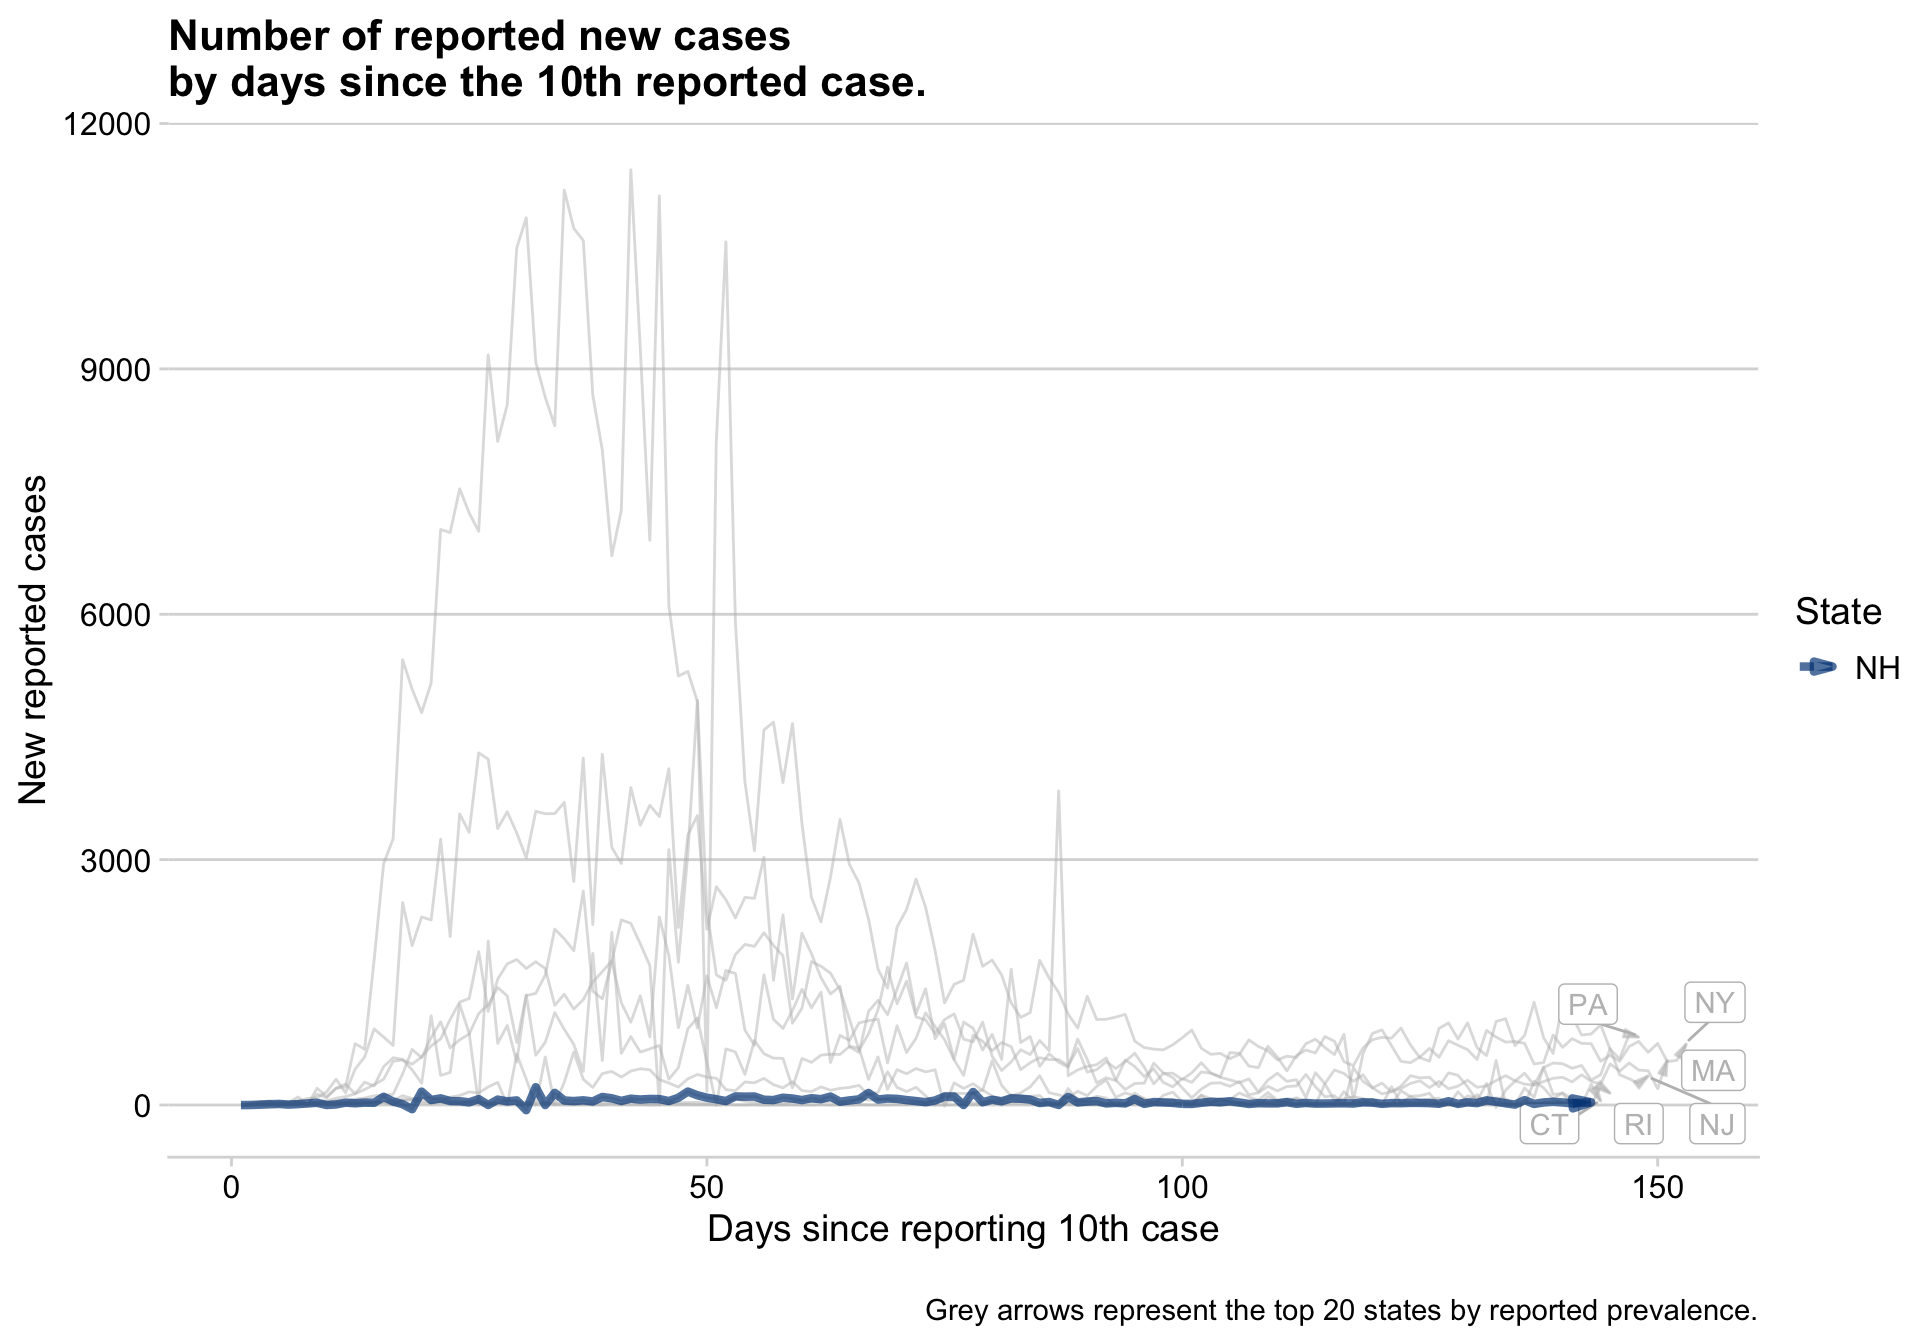 Number of reported new cases
by days since the 10th reported case.
12000
9000
6000
3000
0
New reported cases
State
NH
PA
NY
MA
CT
RI
NJ
0
50
100
150
Days since reporting 10th case
Grey arrows represent the top 20 states by reported prevalence.